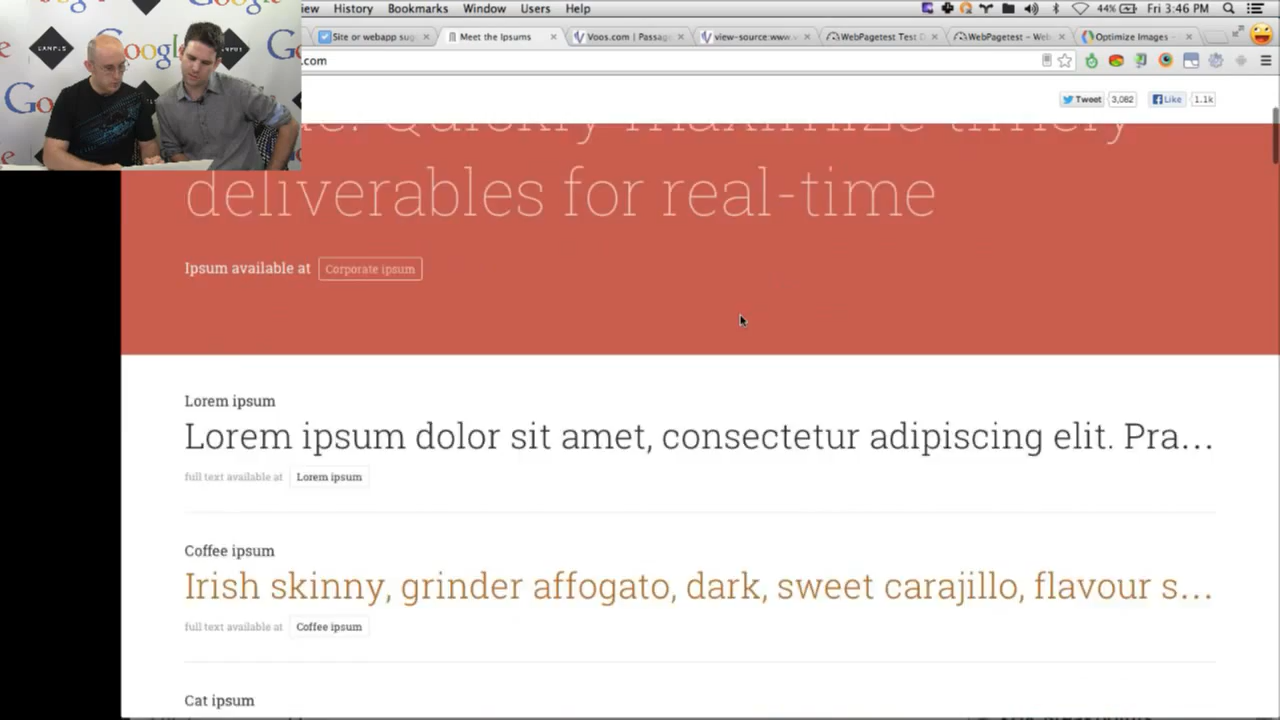 iew History Bookmarks Window Users Help 44% Fri 3:46 PM
Site or webapp sug Meet the Ipsums Voos.com | Passag view-source:www.v WebPagetest Test D WebPagetest - Web Optimize Images -
.com
Tweet 3,082 Like 1.1k
Google
Quickly maximize timely
deliverables for real-time
Ipsum available at Corporate ipsum
Lorem ipsum
Lorem ipsum dolor sit amet, consectetur adipiscing elit. Pra...
full text available at Lorem ipsum
Coffee ipsum
Irish skinny, grinder affogato, dark, sweet carajillo, flavour s...
full text available at Coffee ipsum
Cat ipsum